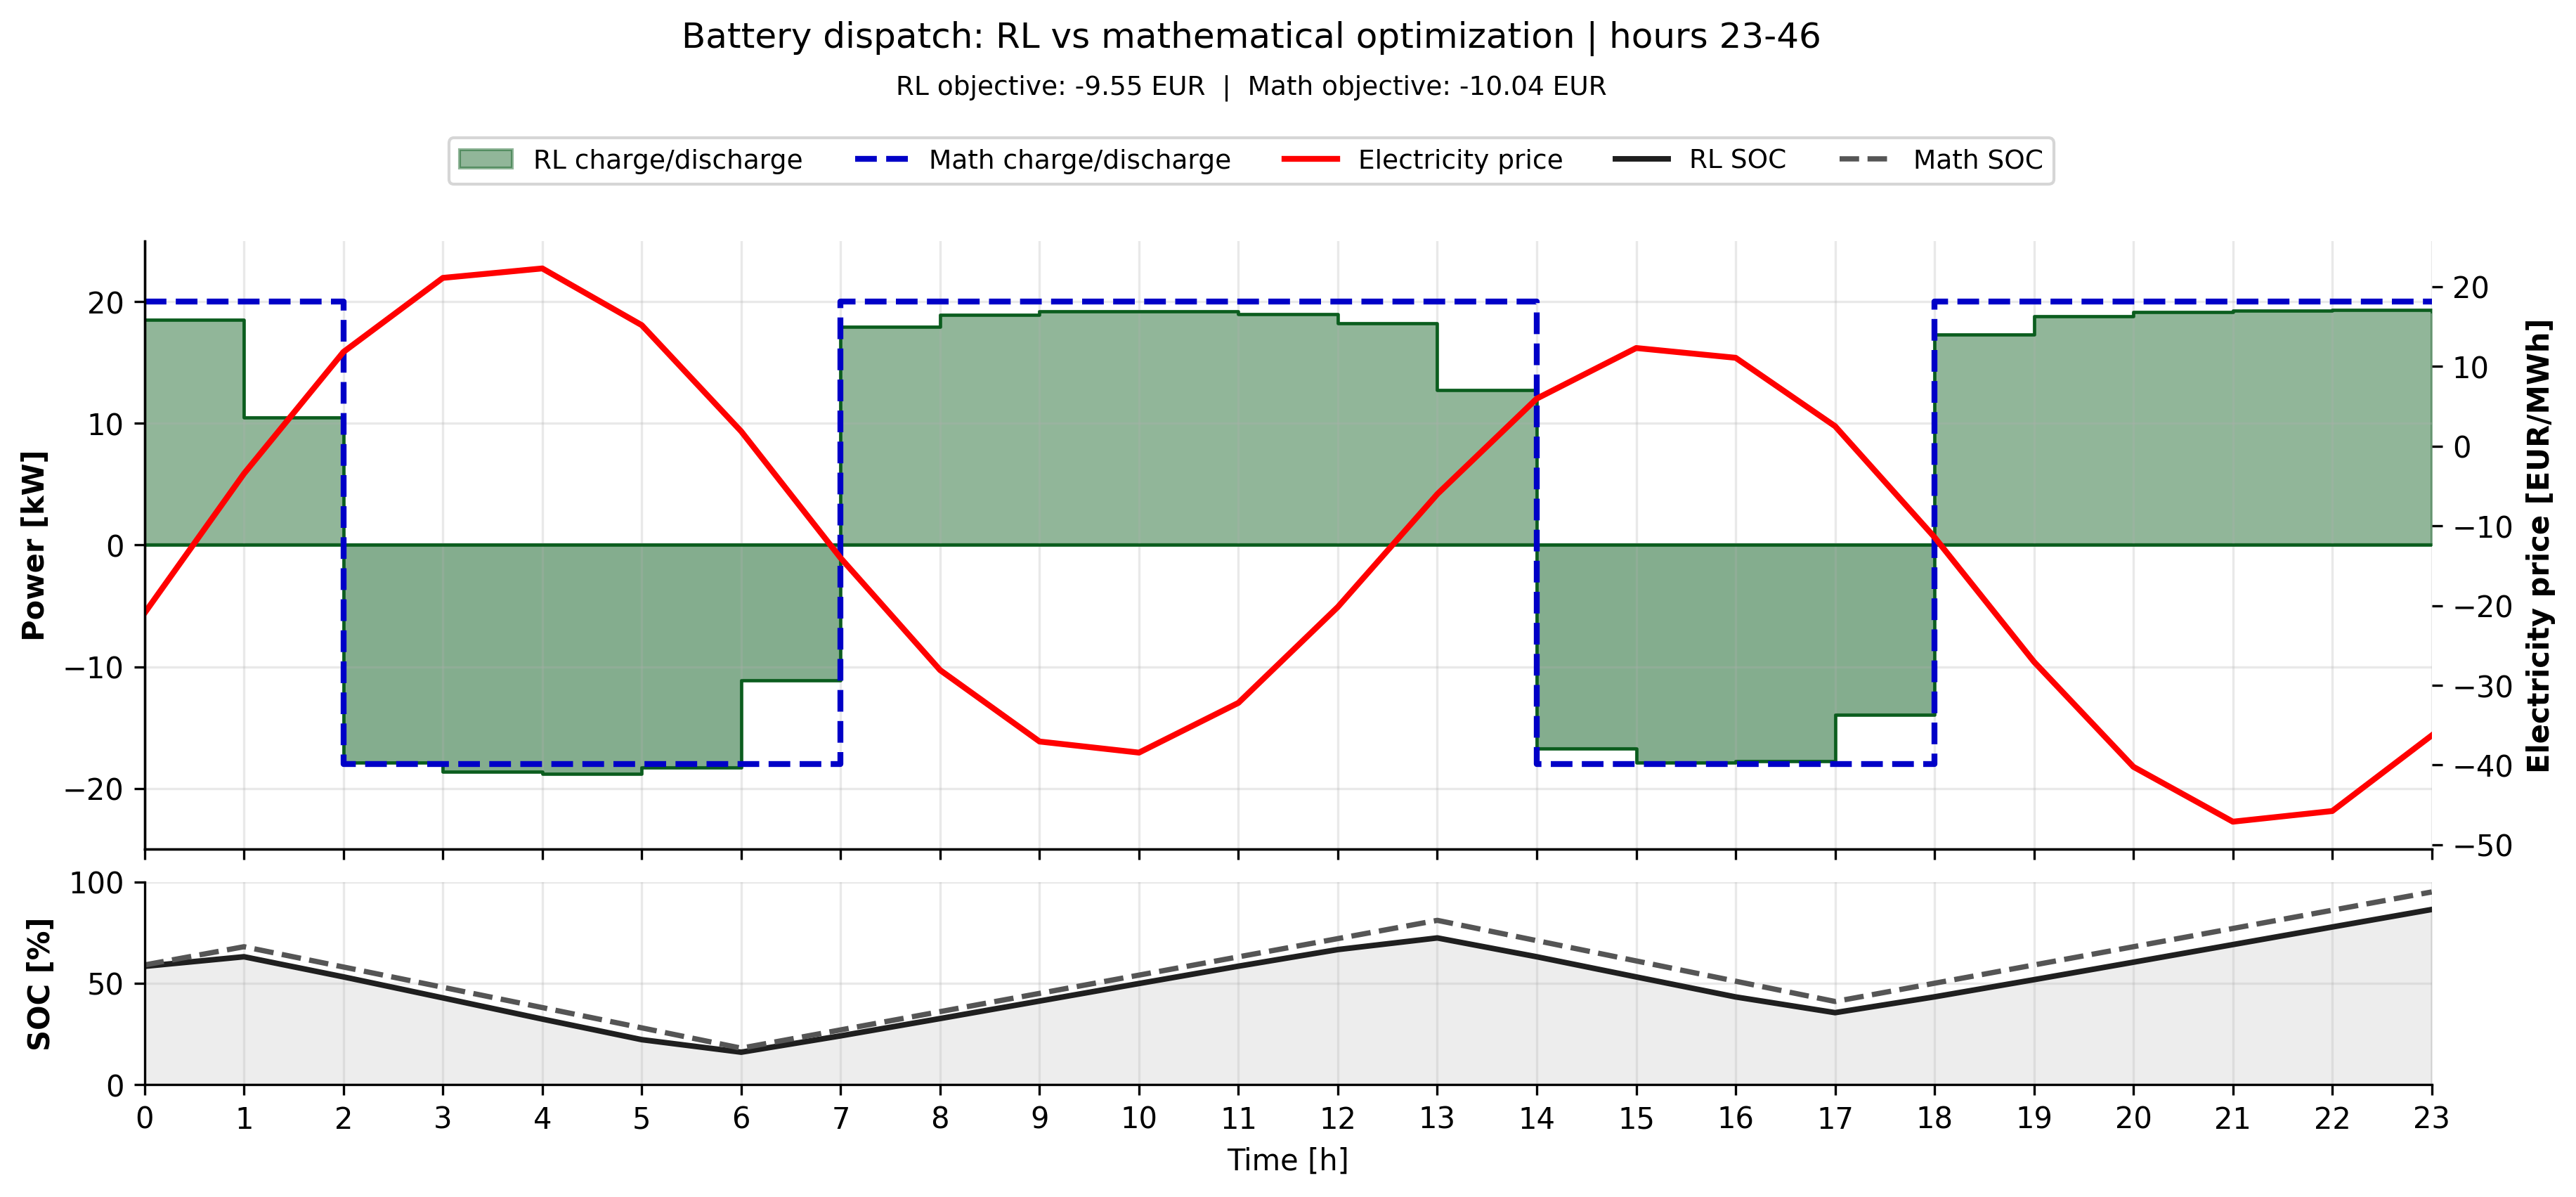 Battery dispatch: RL vs mathematical optimization | hours 23-46
RL objective: -9.55 EUR | Math objective: -10.04 EUR
RL charge/discharge Math charge/discharge Electricity price RL SOC Math SOC
Power [kW]
20
10
0
−10
−20
Electricity price [EUR/MWh]
20
10
0
−10
−20
−30
−40
−50
SOC [%]
100
50
0
0 1 2 3 4 5 6 7 8 9 10 11 12 13 14 15 16 17 18 19 20 21 22 23
Time [h]